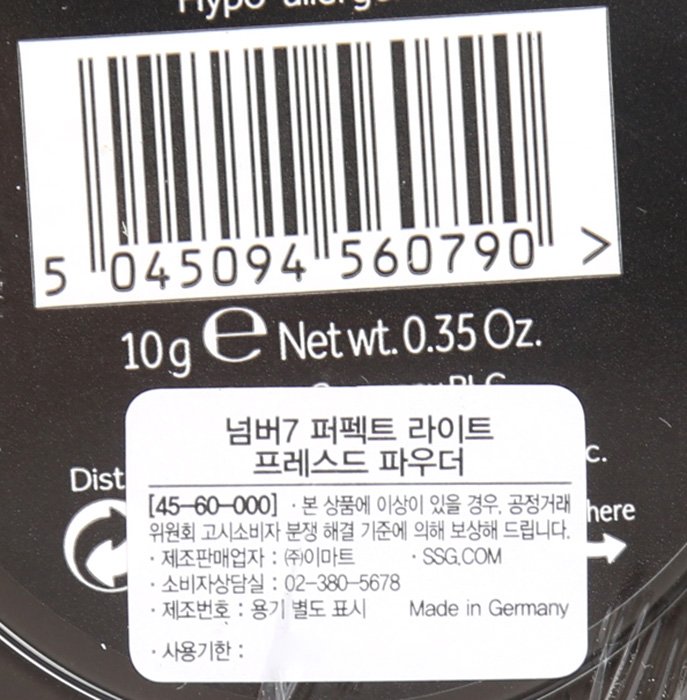 Hypo-allerge
5 045094 560790 >
10g e Net wt. 0.35 Oz.
PLC
넘버7 퍼펙트 라이트
프레스드 파우더
c.
Dist
[45-60-000] · 본 상품에 이상이 있을 경우, 공정거래
here
위원회 고시소비자 분쟁 해결 기준에 의해 보상해 드립니다.
· 제조판매업자 : ㈜이마트 · SSG.COM
· 소비자상담실 : 02-380-5678
· 제조번호 : 용기 별도 표시 Made in Germany
· 사용기한 :